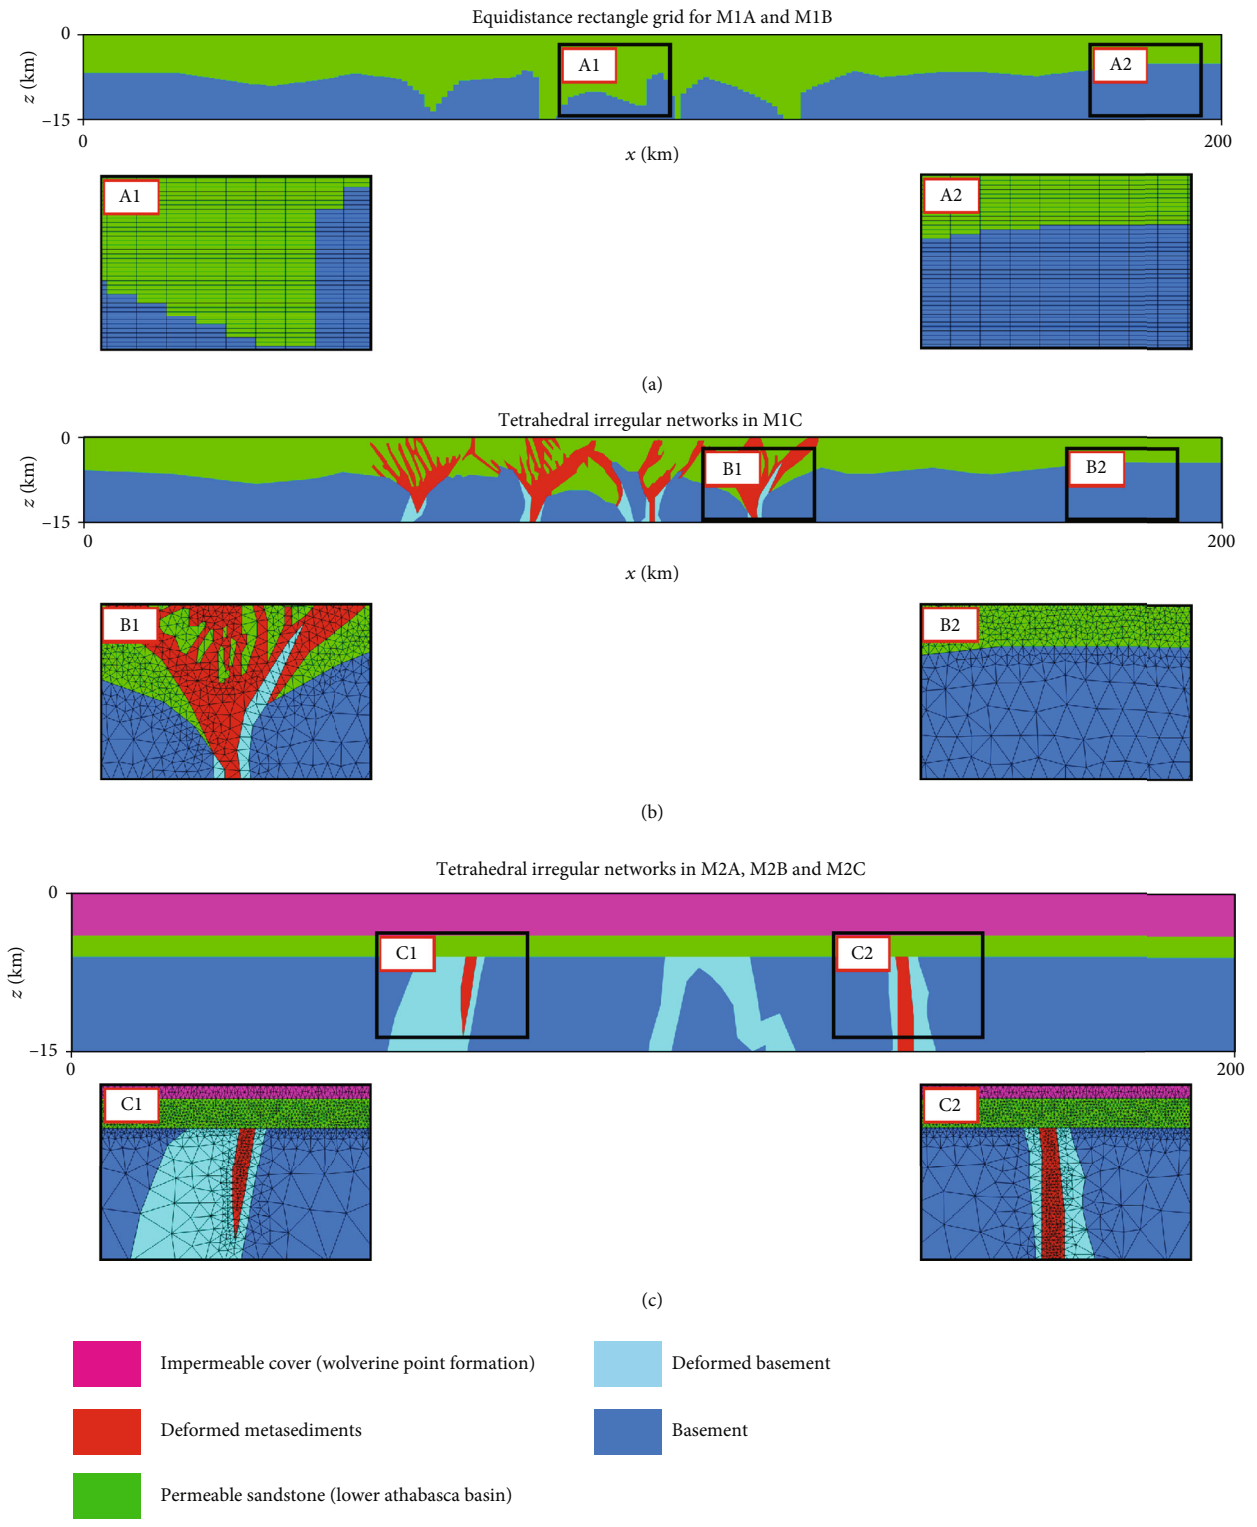 Equidistance rectangle grid for M1A and M1B
0
z (km)
A1
A2
–15
0
200
x (km)
A1
A2
(a)
Tetrahedral irregular networks in M1C
0
z (km)
B1
B2
–15
0
200
x (km)
B1
B2
(b)
Tetrahedral irregular networks in M2A, M2B and M2C
0
z (km)
C1
C2
–15
0
200
C1
C2
(c)
Impermeable cover (wolverine point formation)
Deformed basement
Deformed metasediments
Basement
Permeable sandstone (lower athabasca basin)